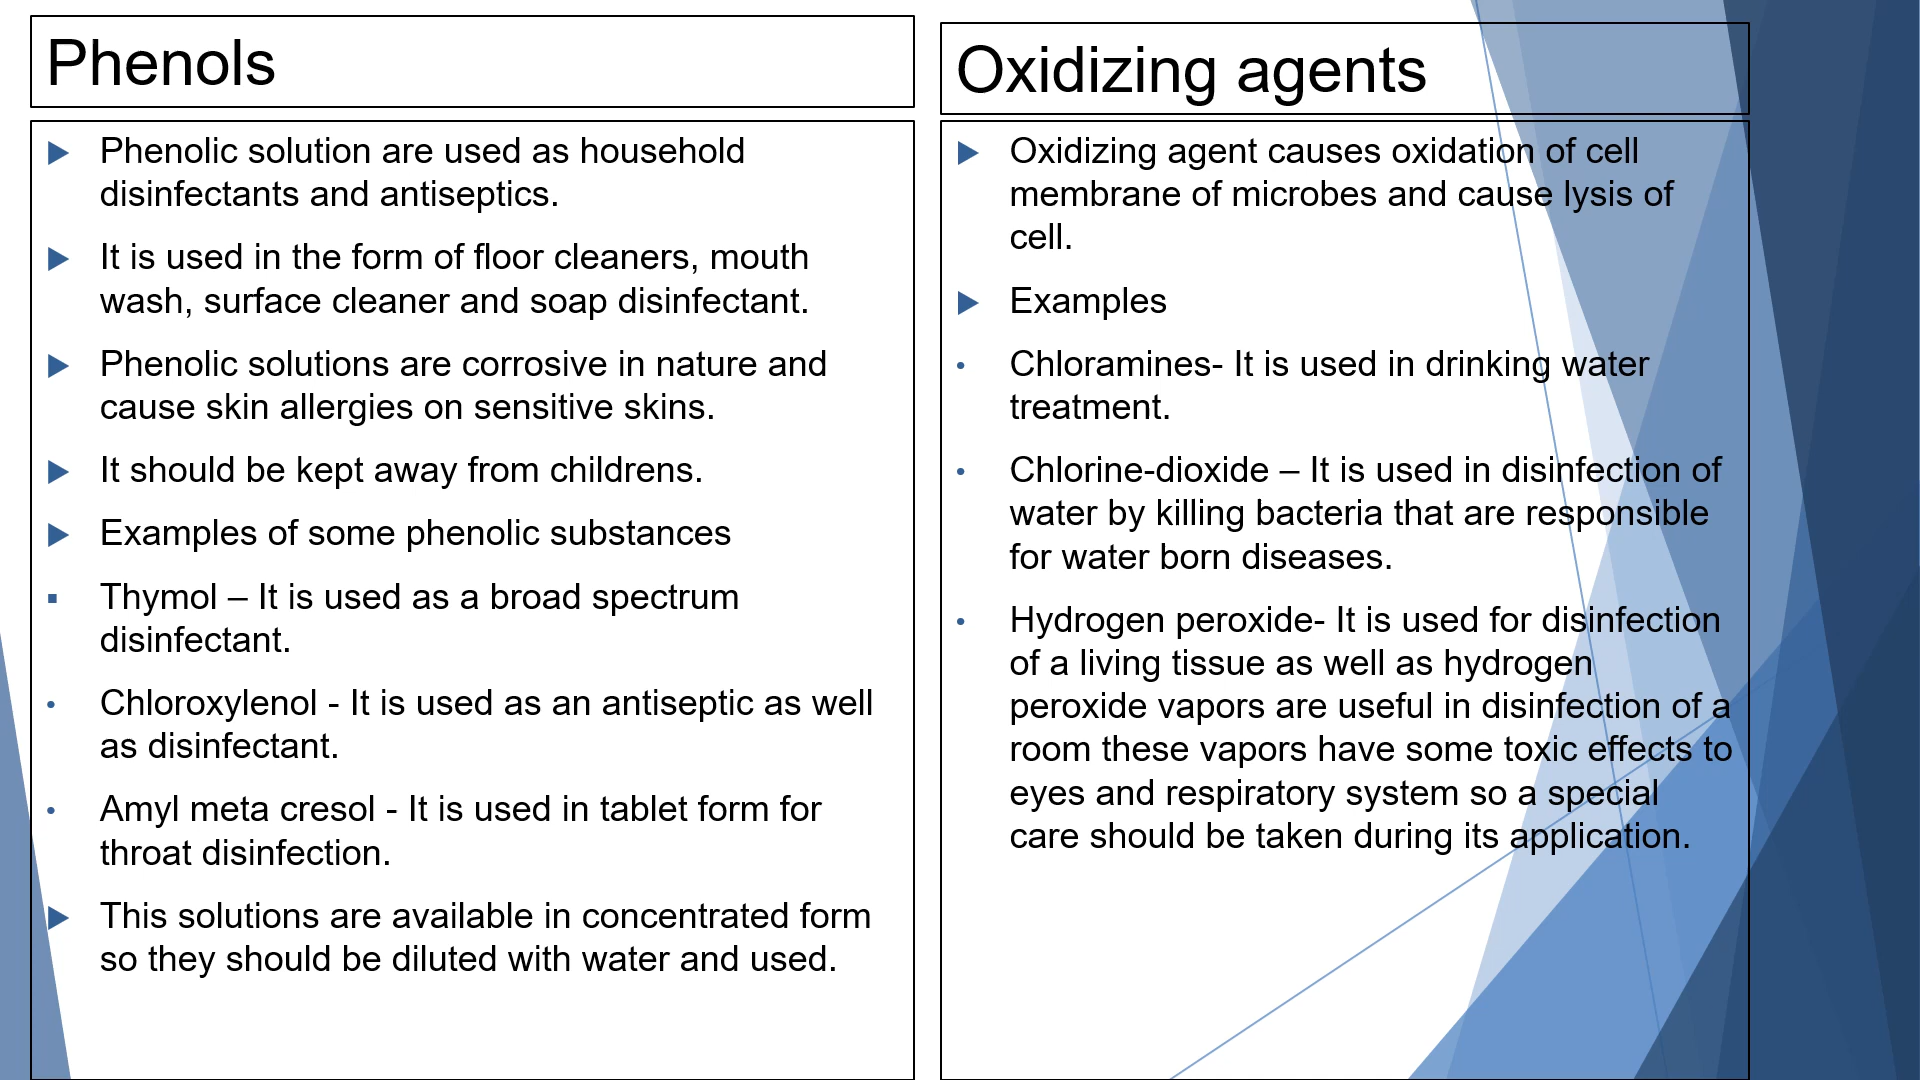 Phenols
Phenolic solution are used as household
disinfectants and antiseptics.
It is used in the form of floor cleaners, mouth
wash, surface cleaner and soap disinfectant.
Phenolic solutions are corrosive in nature and
cause skin allergies on sensitive skins.
It should be kept away from childrens.
Examples of some phenolic substances
Thymol – It is used as a broad spectrum
disinfectant.
Chloroxylenol - It is used as an antiseptic as well
as disinfectant.
Amyl meta cresol - It is used in tablet form for
throat disinfection.
This solutions are available in concentrated form
so they should be diluted with water and used.
Oxidizing agents
Oxidizing agent causes oxidation of cell
membrane of microbes and cause lysis of
cell.
Examples
Chloramines- It is used in drinking water
treatment.
Chlorine-dioxide – It is used in disinfection of
water by killing bacteria that are responsible
for water born diseases.
Hydrogen peroxide- It is used for disinfection
of a living tissue as well as hydrogen
peroxide vapors are useful in disinfection of a
room these vapors have some toxic effects to
eyes and respiratory system so a special
care should be taken during its application.